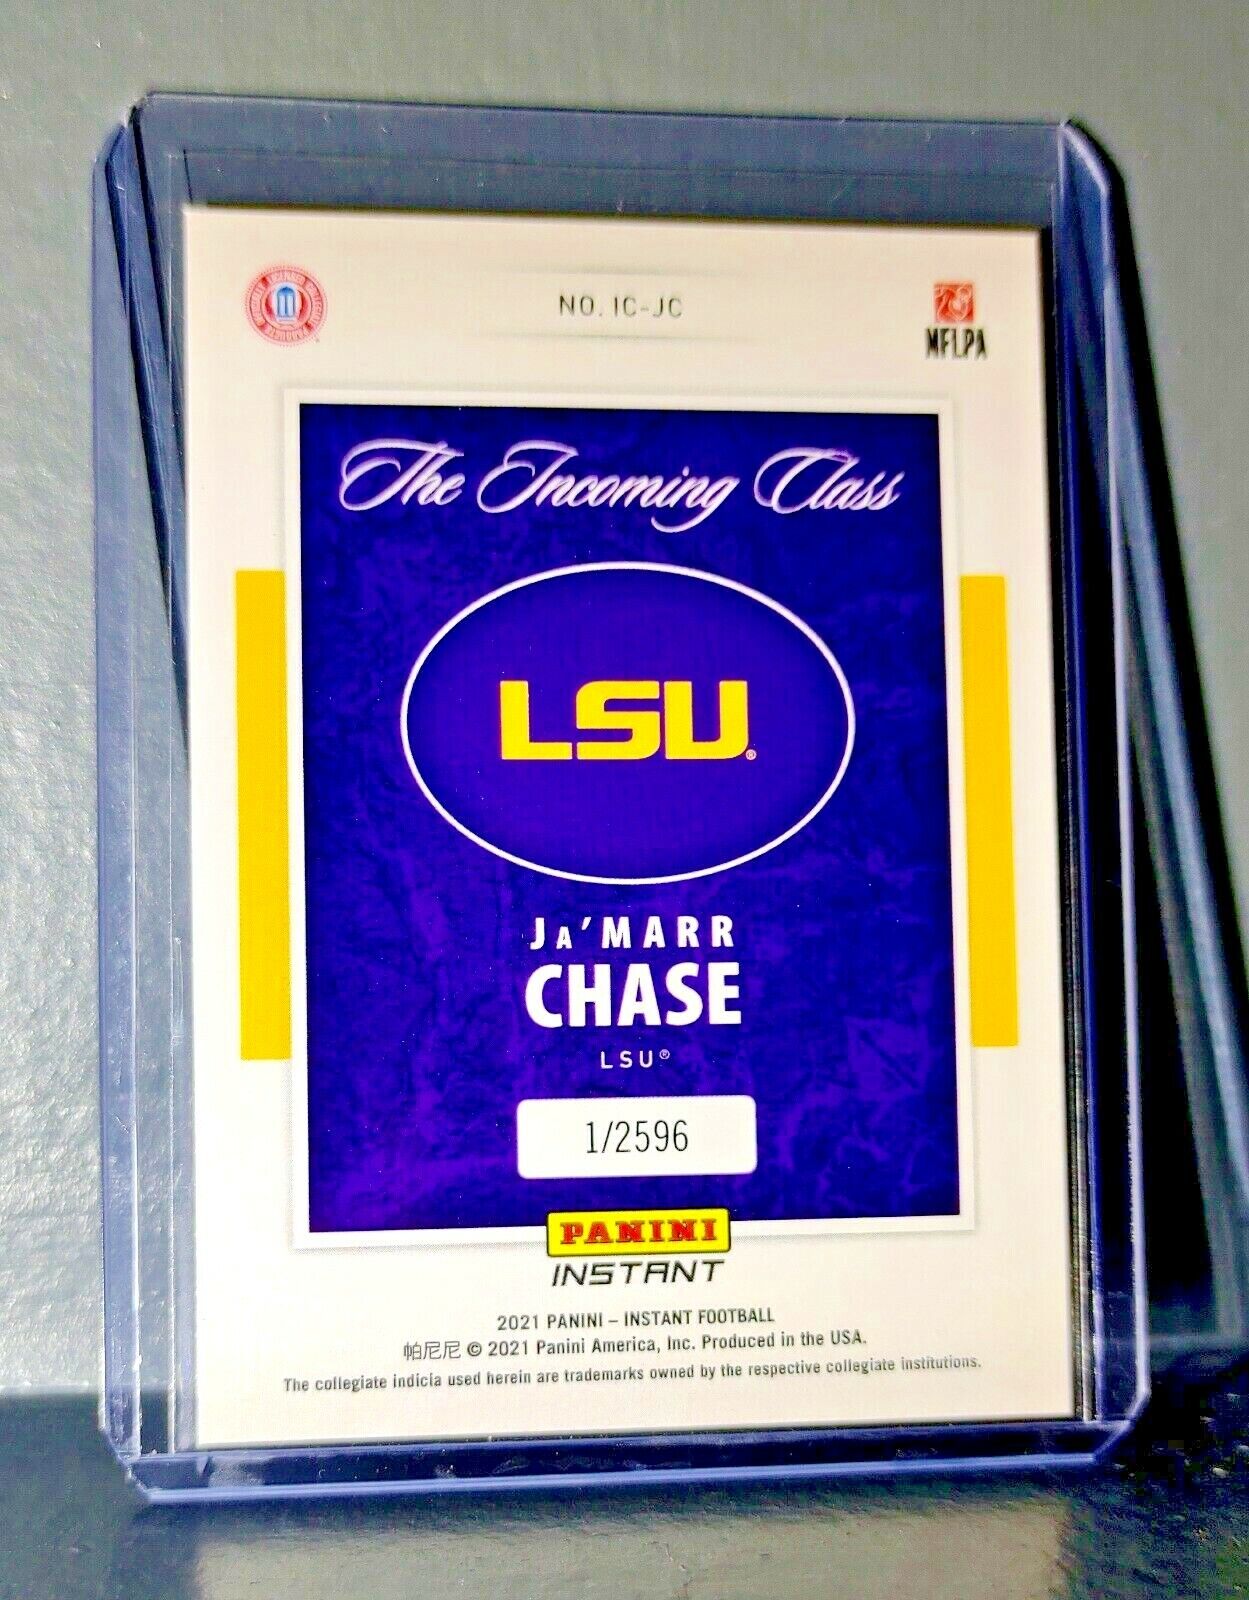 NO. IC-JC
NFLPA
The Incoming Class
LSU®
JA'MARR
CHASE
LSU®
1/2596
PANINI
INSTANT
2021 PANINI – INSTANT FOOTBALL
帕尼尼 © 2021 Panini America, Inc. Produced in the USA.
The collegiate indicia used herein are trademarks owned by the respective collegiate institutions.